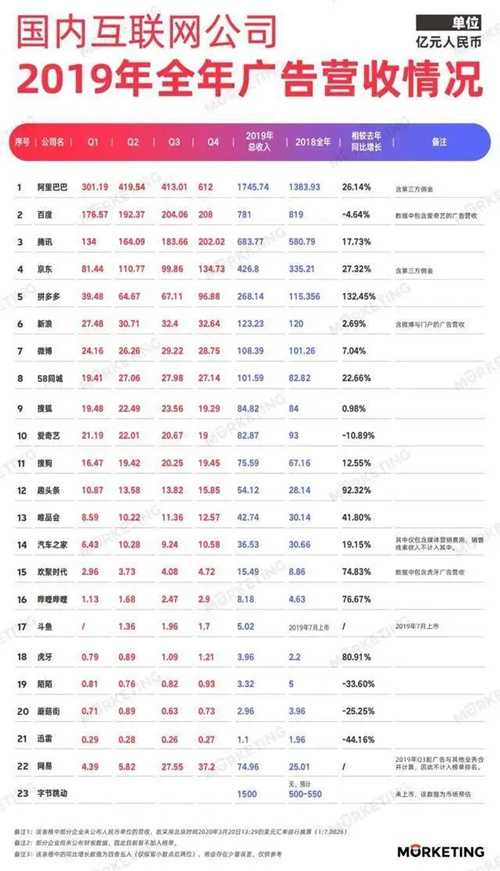 国内互联网公司
单位
亿元人民币
2019年全年广告营收情况
序号 公司名 Q1 Q2 Q3 Q4 2019年总收入 2018全年 相较去年同比增长 备注
1 阿里巴巴 301.19 419.54 413.01 612 1745.74 1383.93 26.14% 含第三方佣金
2 百度 176.57 192.37 204.06 208 781 819 -4.64% 数据中包含爱奇艺的广告营收
3 腾讯 134 164.09 183.66 202.02 683.77 580.79 17.73%
4 京东 81.44 110.77 99.86 134.73 426.8 335.21 27.32% 含第三方佣金
5 拼多多 39.48 64.67 67.11 96.88 268.14 115.356 132.45%
6 新浪 27.48 30.71 32.4 32.64 123.23 120 2.69% 含微博与门户的广告营收
7 微博 24.16 26.26 29.22 28.75 108.39 101.26 7.04%
8 58同城 19.41 27.06 27.98 27.14 101.59 82.82 22.66%
9 搜狐 19.48 22.49 23.56 19.29 84.82 84 0.98%
10 爱奇艺 21.19 22.01 20.67 19 82.87 93 -10.89%
11 搜狗 16.47 19.42 20.25 19.45 75.59 67.16 12.55%
12 趣头条 10.87 13.58 13.82 15.85 54.12 28.14 92.32%
13 唯品会 8.59 10.22 11.36 12.57 42.74 30.14 41.80%
14 汽车之家 6.43 10.28 9.24 10.58 36.53 30.66 19.15% 其中仅包含媒体营销费用，销售线索收入不计入其中。
15 欢聚时代 2.96 3.73 4.08 4.72 15.49 8.86 74.83% 数据中包含虎牙广告营收
16 哔哩哔哩 1.13 1.68 2.47 2.9 8.18 4.63 76.67%
17 斗鱼 / 1.36 1.96 1.7 5.02 2019年7月上市 / 2019年7月上市
18 虎牙 0.79 0.89 1.09 1.21 3.96 2.2 80.91%
19 陌陌 0.81 0.76 0.82 0.93 3.32 5 -33.60%
20 蘑菇街 0.71 0.89 0.63 0.73 2.96 3.96 -25.25%
21 迅雷 0.29 0.28 0.26 0.27 1.1 1.96 -44.16%
22 网易 4.39 5.82 27.55 37.2 74.96 25.01 / 2019年Q3起广告与其他业务合并计算，因此不计入榜单排名。
23 字节跳动 1500 无，预计500-550 / 未上市，该数据为市场预估
备注1：该表格中部分企业未公布人民币单位的营收，故采用北京时间2020年3月20日13:29的美元汇率进行换算（1:7.0826）
备注2：部分企业因未公布财报数据，因此目前暂不加入榜单。
备注3：该表格中的同比增长数据为四舍五入（仅保留小数点后两位），将会存在少量误差，仅供参考
MORKETING